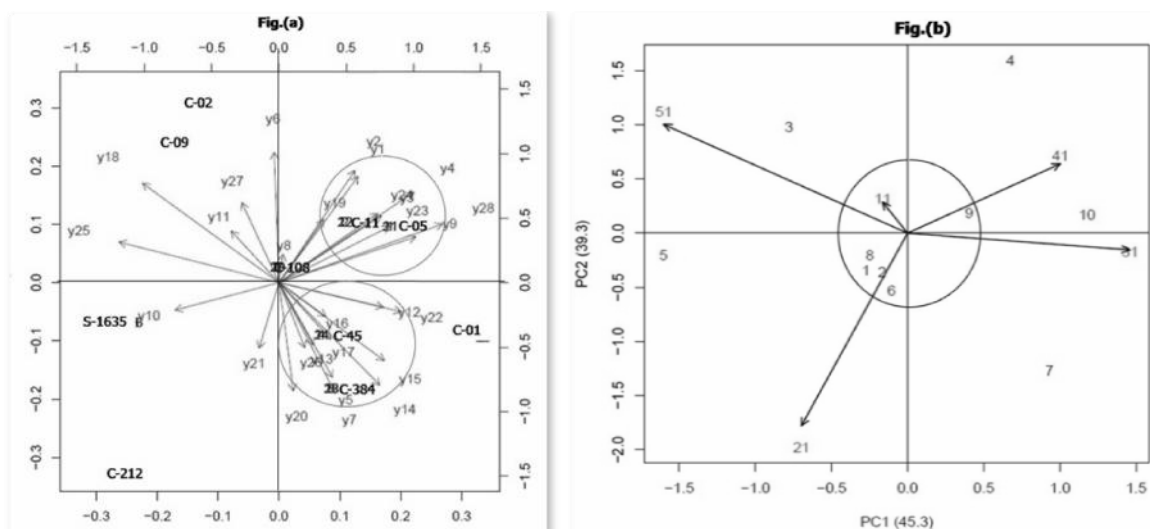 Fig.(a)
-1.5 -1.0 -0.5 0.0 0.5 1.0 1.5
C-02
y6
C-09
y2
y1
y18
y4
y27
y24
y3
y19
y23
y28
y11
C-11
C-05
y9
y25
y8
-108
y10
y12
y22
S-1635
y16
C-45
C-01
y21
y13
y17
y15
C-384
y5
y14
y20
y7
C-212
0.3
0.2
0.1
0.0
-0.1
-0.2
-0.3
1.5
1.0
0.5
0.0
-0.5
-1.0
-1.5
-0.3 -0.2 -0.1 0.0 0.1 0.2 0.3
Fig.(b)
4
51
3
41
11
9
10
5
8
1
2
6
7
21
1.5
1.0
0.5
0.0
-0.5
-1.0
-1.5
-2.0
PC2 (39.3)
-1.5 -1.0 -0.5 0.0 0.5 1.0 1.5
PC1 (45.3)